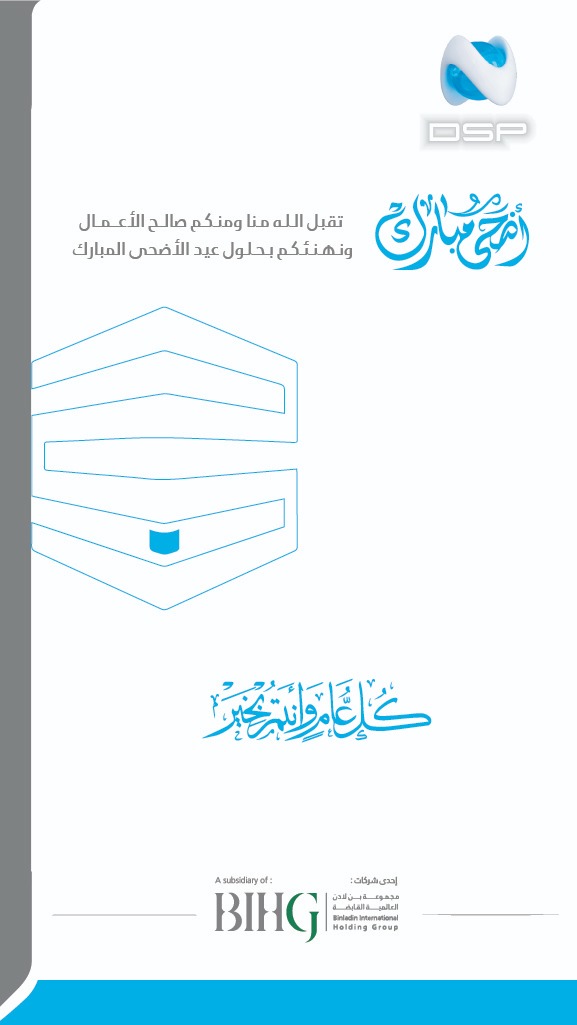 DSP
أضحى مبارك
تقبل الله منا ومنكم صالح الأعمال
ونهنئكم بحلول عيد الأضحى المبارك
كل عام وأنتم بخير
A subsidiary of :
إحدى شركات :
BIHG
مجموعة بن لادن
العالمية القابضة
Binladin International
Holding Group